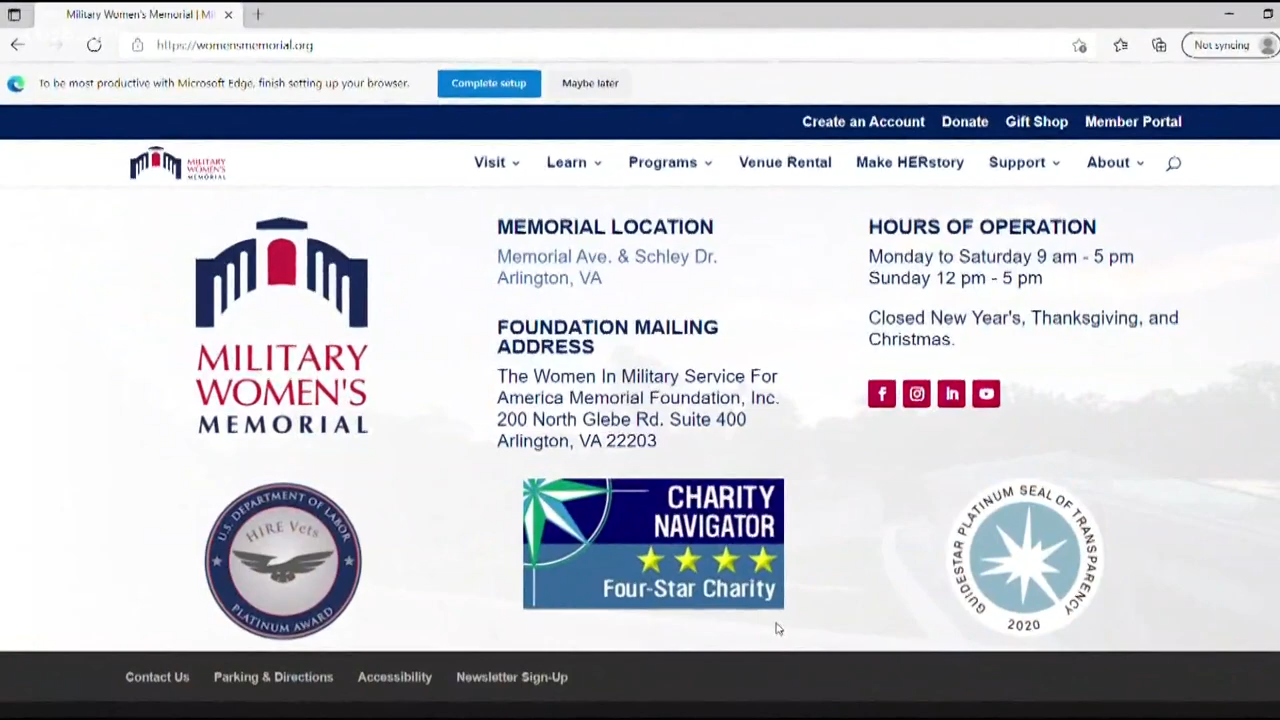 Military Women's Memorial | Mi
https://womensmemorial.org
Not syncing
To be most productive with Microsoft Edge, finish setting up your browser.
Complete setup
Maybe later
Create an Account
Donate
Gift Shop
Member Portal
MILITARY
WOMEN'S
MEMORIAL
Visit
Learn
Programs
Venue Rental
Make HERstory
Support
About
MILITARY
WOMEN'S
MEMORIAL
MEMORIAL LOCATION
Memorial Ave. & Schley Dr.
Arlington, VA
FOUNDATION MAILING
ADDRESS
The Women In Military Service For
America Memorial Foundation, Inc.
200 North Glebe Rd. Suite 400
Arlington, VA 22203
HOURS OF OPERATION
Monday to Saturday 9 am - 5 pm
Sunday 12 pm - 5 pm
Closed New Year's, Thanksgiving, and
Christmas.
f
in
U.S. DEPARTMENT OF LABOR
HIRE Vets
PLATINUM AWARD
CHARITY
NAVIGATOR
Four-Star Charity
GUIDESTAR PLATINUM SEAL OF TRANSPARENCY
2020
Contact Us
Parking & Directions
Accessibility
Newsletter Sign-Up